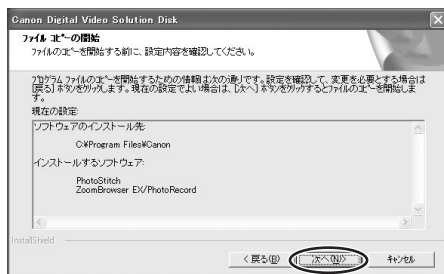 Canon Digital Video Solution Disk
ファイル コピーの開始
ファイルのコピーを開始する前に、設定内容を確認してください。
プログラム ファイルのコピーを開始するための情報は次の通りです。設定を確認して、変更を必要とする場合は
[戻る] ボタンをクリックします。現在の設定でよい場合は、[次へ] ボタンをクリックするとファイルのコピーを開始しま
す。
現在の設定:
ソフトウェアのインストール先:
C:¥Program Files¥Canon
インストールするソフトウェア:
PhotoStitch
ZoomBrowser EX/PhotoRecord
InstallShield
< 戻る(B)
次へ(N)>
キャンセル